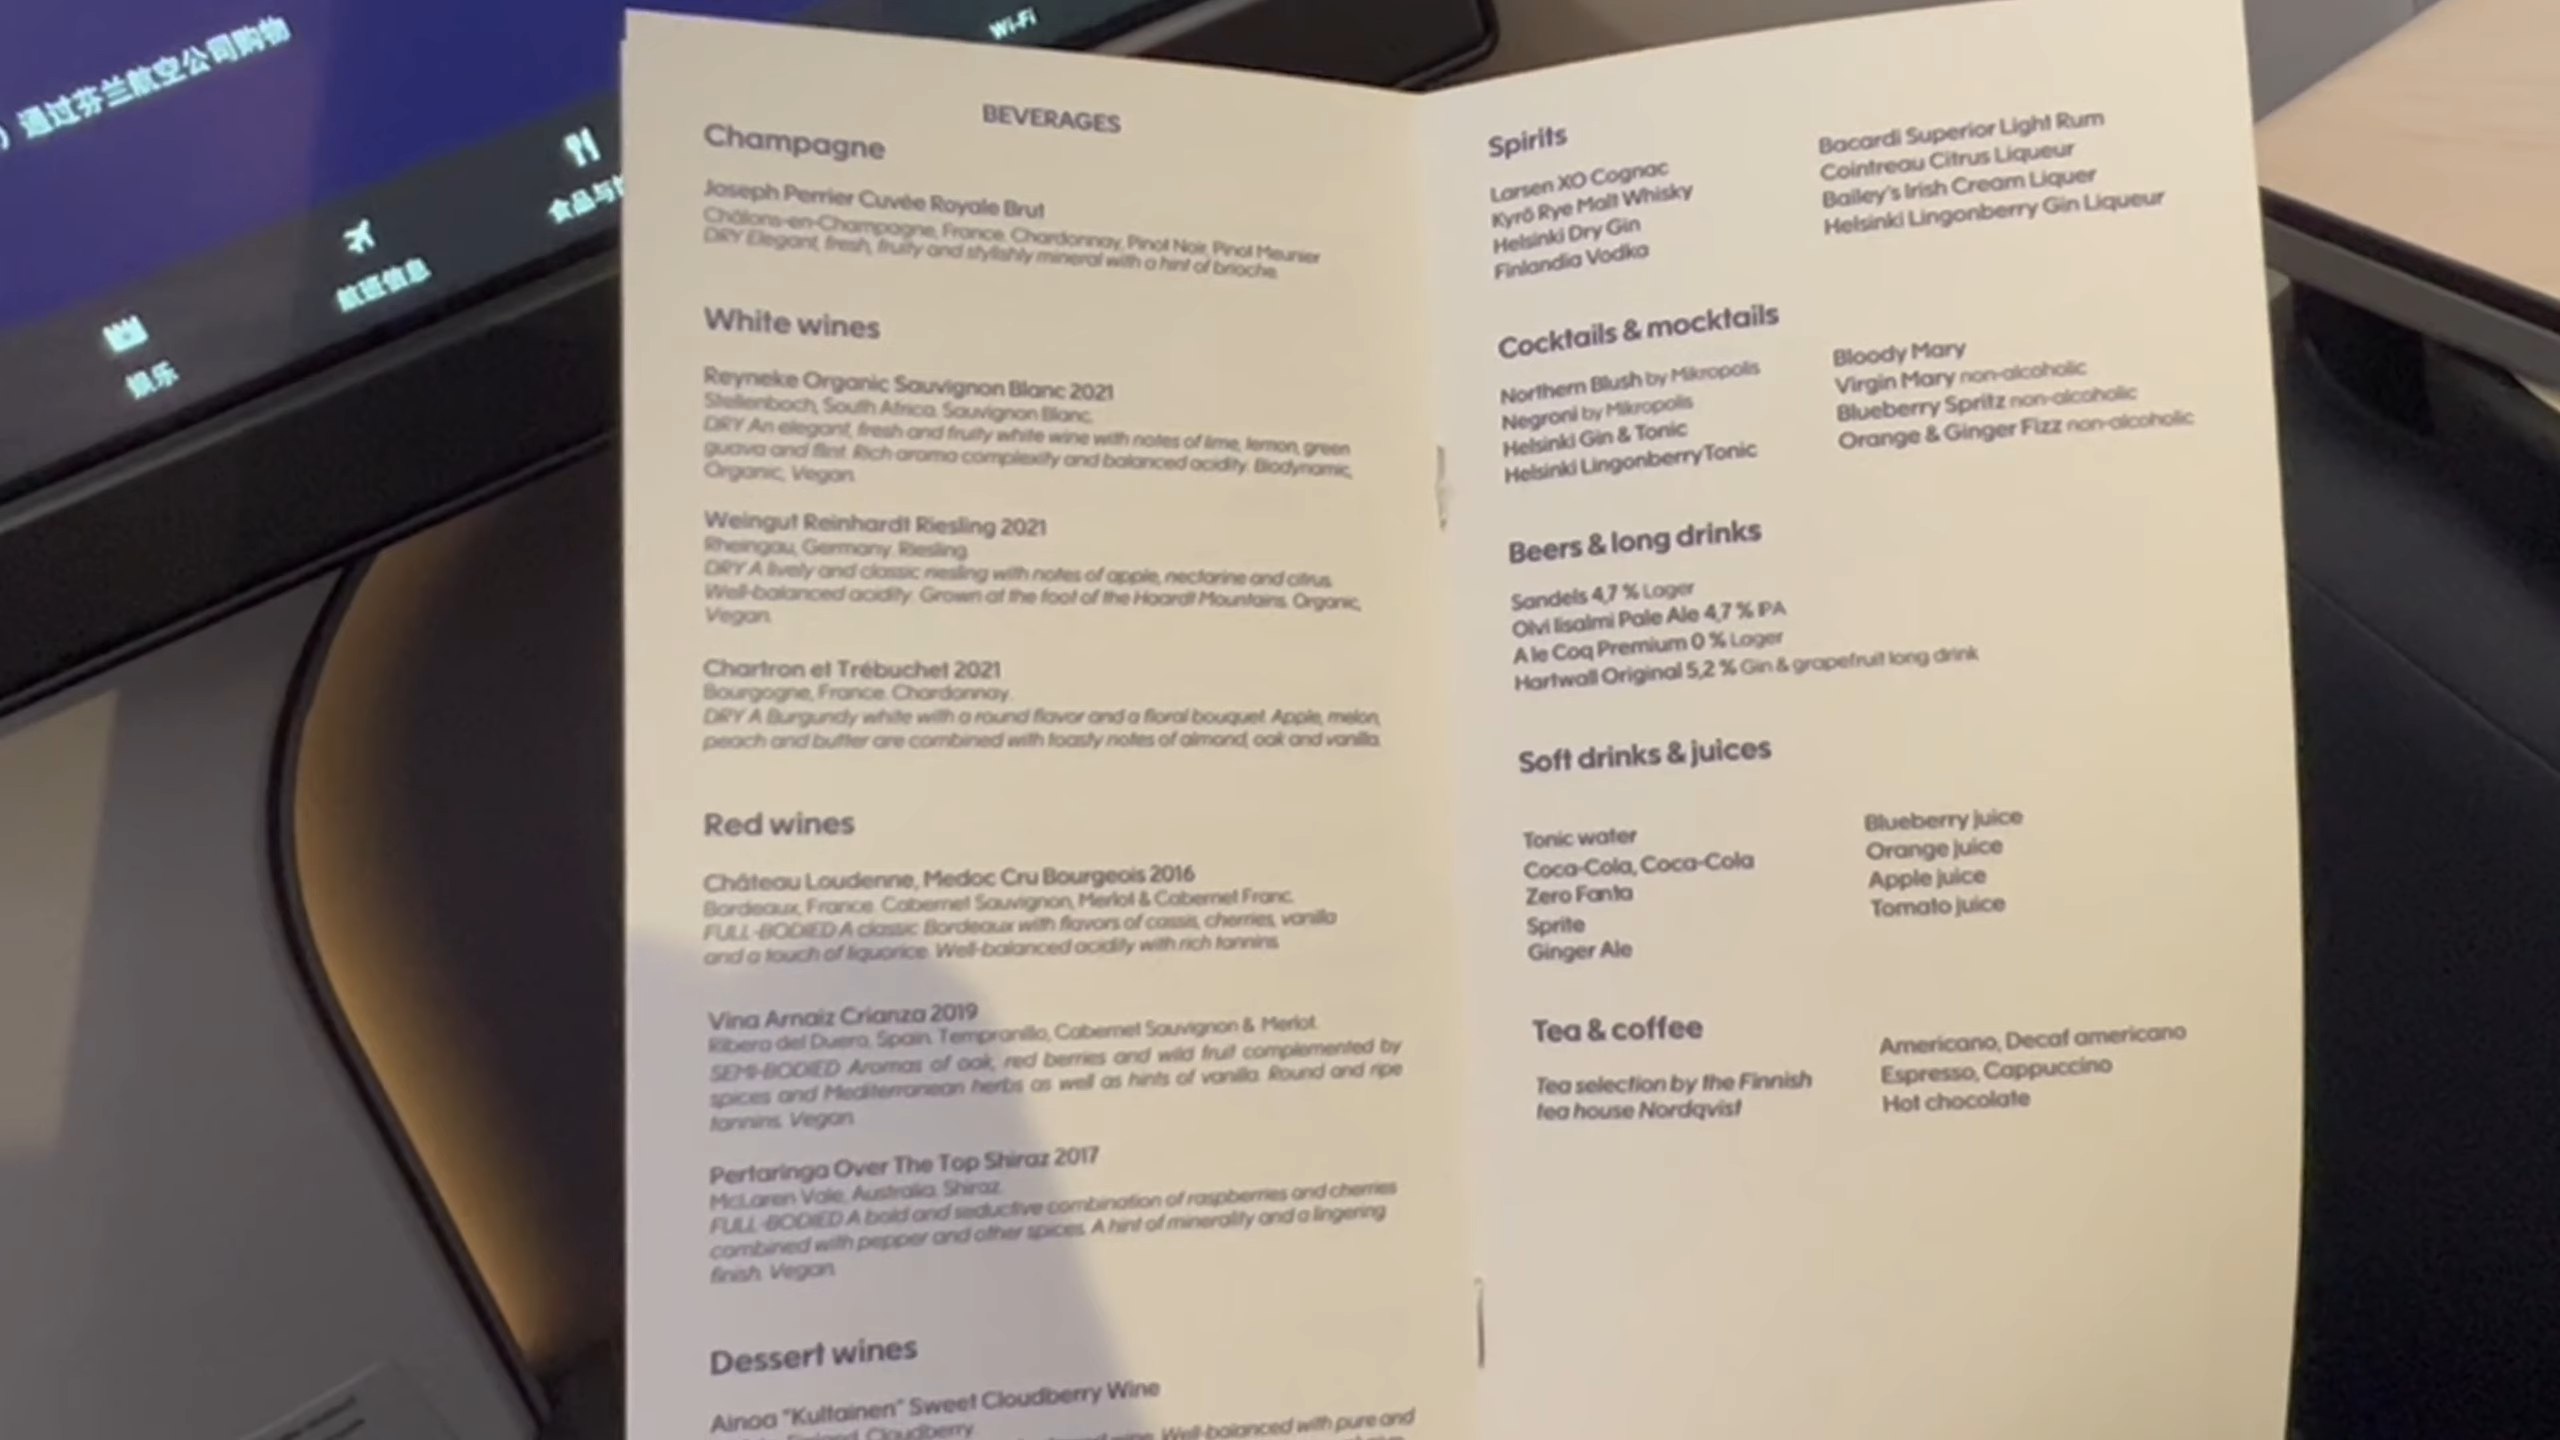 通过芬兰航空公司购物
Wi-Fi
食品与
航班信息
娱乐
BEVERAGES
Champagne
Joseph Perrier Cuvée Royale Brut
Châlons-en-Champagne, France. Chardonnay, Pinot Noir, Pinot Meunier
DRY Elegant, fresh, fruity and stylishly mineral with a hint of brioche.
White wines
Reyneke Organic Sauvignon Blanc 2021
Stellenboch, South Africa. Sauvignon Blanc.
DRY An elegant, fresh and fruity white wine with notes of lime, lemon, green
guava and flint. Rich aroma complexity and balanced acidity. Biodynamic,
Organic, Vegan.
Weingut Reinhardt Riesling 2021
Rheingau, Germany. Riesling.
DRY A lively and classic riesling with notes of apple, nectarine and citrus.
Well-balanced acidity. Grown at the foot of the Haardt Mountains. Organic,
Vegan.
Chartron et Trébuchet 2021
Bourgogne, France. Chardonnay.
DRY A Burgundy white with a round flavor and a floral bouquet. Apple, melon,
peach and butter are combined with toasty notes of almond, oak and vanilla.
Red wines
Château Loudenne, Medoc Cru Bourgeois 2016
Bordeaux, France. Cabernet Sauvignon, Merlot & Cabernet Franc.
FULL-BODIED A classic Bordeaux with flavors of cassis, cherries, vanilla
and a touch of liquorice. Well-balanced acidity with rich tannins.
Vina Arnaiz Crianza 2019
Ribera del Duero, Spain. Tempranillo, Cabernet Sauvignon & Merlot.
SEMI-BODIED Aromas of oak, red berries and wild fruit complemented by
spices and Mediterranean herbs as well as hints of vanilla. Round and ripe
tannins. Vegan.
Pertaringa Over The Top Shiraz 2017
McLaren Vale, Australia. Shiraz.
FULL-BODIED A bold and seductive combination of raspberries and cherries
combined with pepper and other spices. A hint of minerality and a lingering
finish. Vegan.
Dessert wines
Ainoa "Kultainen" Sweet Cloudberry Wine
Finland. Cloudberry.
wine. Well-balanced with pure and
Spirits
Larsen XO Cognac
Kyrö Rye Malt Whisky
Helsinki Dry Gin
Finlandia Vodka
Bacardi Superior Light Rum
Cointreau Citrus Liqueur
Bailey's Irish Cream Liquer
Helsinki Lingonberry Gin Liqueur
Cocktails & mocktails
Northern Blush by Mikropolis
Negroni by Mikropolis
Helsinki Gin & Tonic
Helsinki LingonberryTonic
Bloody Mary
Virgin Mary non-alcoholic
Blueberry Spritz non-alcoholic
Orange & Ginger Fizz non-alcoholic
Beers & long drinks
Sandels 4,7 % Lager
Olvi Iisalmi Pale Ale 4,7 % IPA
A le Coq Premium 0 % Lager
Hartwall Original 5,2 % Gin & grapefruit long drink
Soft drinks & juices
Tonic water
Coca-Cola, Coca-Cola
Zero Fanta
Sprite
Ginger Ale
Blueberry juice
Orange juice
Apple juice
Tomato juice
Tea & coffee
Tea selection by the Finnish
tea house Nordqvist
Americano, Decaf americano
Espresso, Cappuccino
Hot chocolate